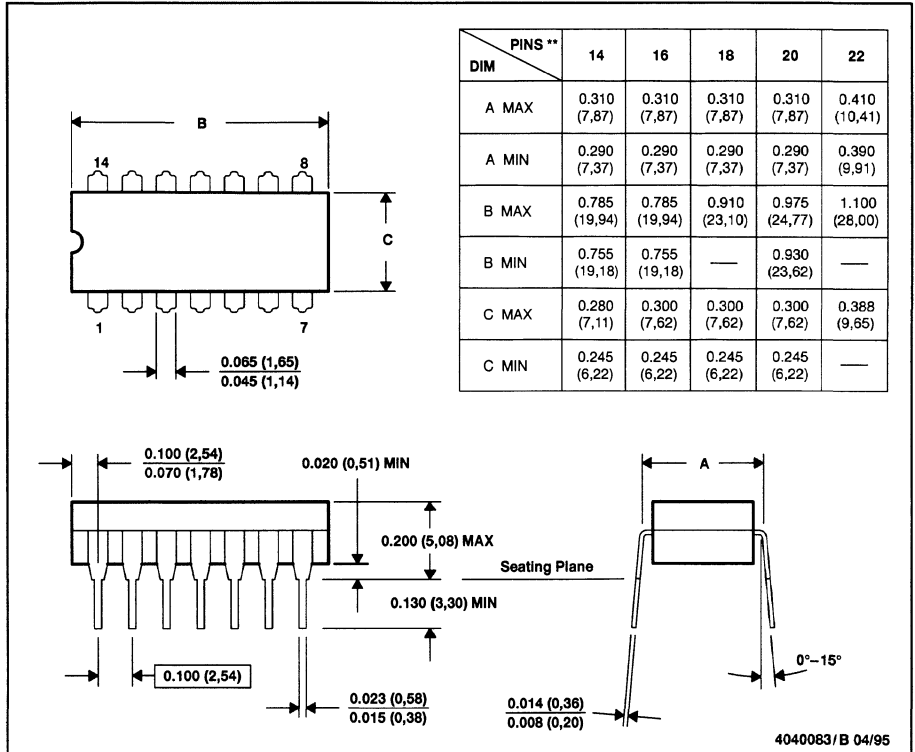 PINS **
DIM
14 16 18 20 22
A MAX 0.310 (7,87) 0.310 (7,87) 0.310 (7,87) 0.310 (7,87) 0.410 (10,41)
A MIN 0.290 (7,37) 0.290 (7,37) 0.290 (7,37) 0.290 (7,37) 0.390 (9,91)
B MAX 0.785 (19,94) 0.785 (19,94) 0.910 (23,10) 0.975 (24,77) 1.100 (28,00)
B MIN 0.755 (19,18) 0.755 (19,18) — 0.930 (23,62) —
C MAX 0.280 (7,11) 0.300 (7,62) 0.300 (7,62) 0.300 (7,62) 0.388 (9,65)
C MIN 0.245 (6,22) 0.245 (6,22) 0.245 (6,22) 0.245 (6,22) —
B
14 8
C
1 7
0.065 (1,65)
0.045 (1,14)
0.100 (2,54)
0.070 (1,78)
0.020 (0,51) MIN
0.200 (5,08) MAX
Seating Plane
0.130 (3,30) MIN
0.100 (2,54)
0.023 (0,58)
0.015 (0,38)
A
0°–15°
0.014 (0,36)
0.008 (0,20)
4040083/B 04/95